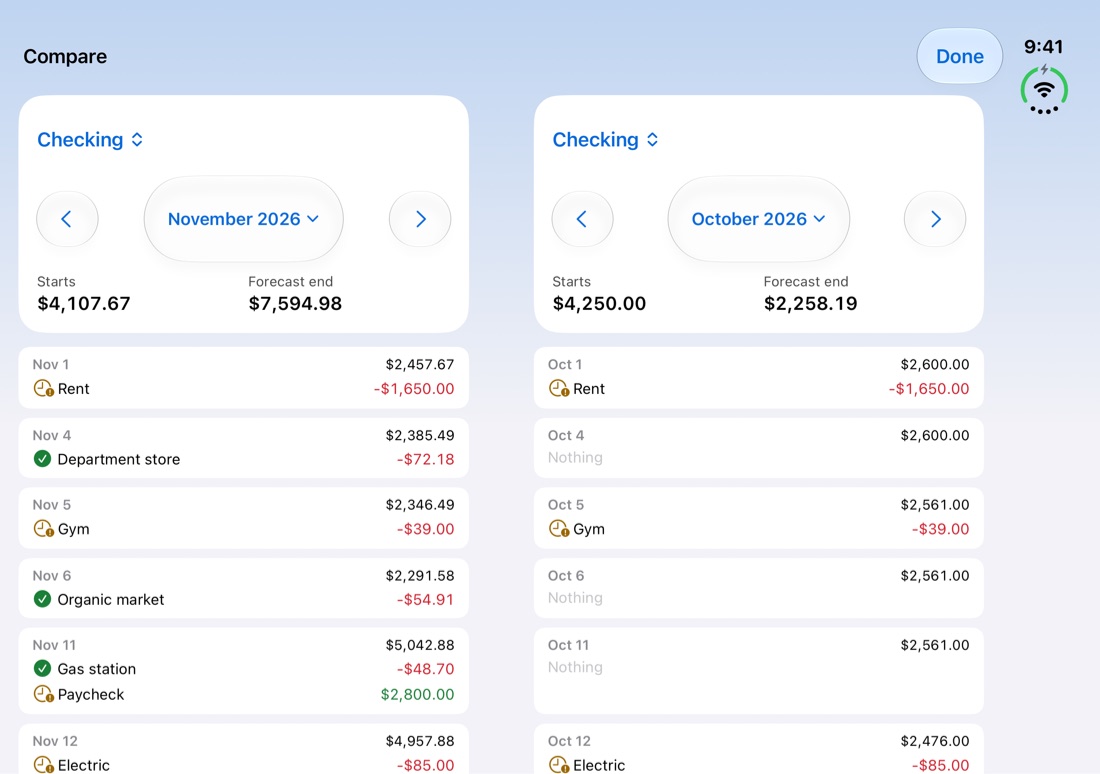 Compare
Done
9:41
Checking
November 2026
Starts
Forecast end
$4,107.67
$7,594.98
Nov 1
$2,457.67
Rent
-$1,650.00
Nov 4
$2,385.49
Department store
-$72.18
Nov 5
$2,346.49
Gym
-$39.00
Nov 6
$2,291.58
Organic market
-$54.91
Nov 11
$5,042.88
Gas station
-$48.70
Paycheck
$2,800.00
Nov 12
$4,957.88
Electric
-$85.00
Checking
October 2026
Starts
Forecast end
$4,250.00
$2,258.19
Oct 1
$2,600.00
Rent
-$1,650.00
Oct 4
$2,600.00
Nothing
Oct 5
$2,561.00
Gym
-$39.00
Oct 6
$2,561.00
Nothing
Oct 11
$2,561.00
Nothing
Oct 12
$2,476.00
Electric
-$85.00